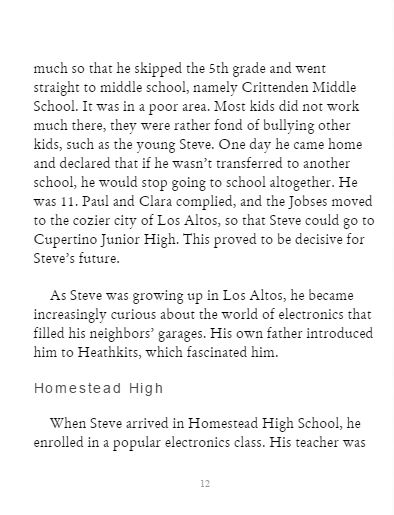 much so that he skipped the 5th grade and went
straight to middle school, namely Crittenden Middle
School. It was in a poor area. Most kids did not work
much there, they were rather fond of bullying other
kids, such as the young Steve. One day he came home
and declared that if he wasn’t transferred to another
school, he would stop going to school altogether. He
was 11. Paul and Clara complied, and the Jobses moved
to the cozier city of Los Altos, so that Steve could go to
Cupertino Junior High. This proved to be decisive for
Steve’s future.
As Steve was growing up in Los Altos, he became
increasingly curious about the world of electronics that
filled his neighbors’ garages. His own father introduced
him to Heathkits, which fascinated him.
Homestead High
When Steve arrived in Homestead High School, he
enrolled in a popular electronics class. His teacher was
12